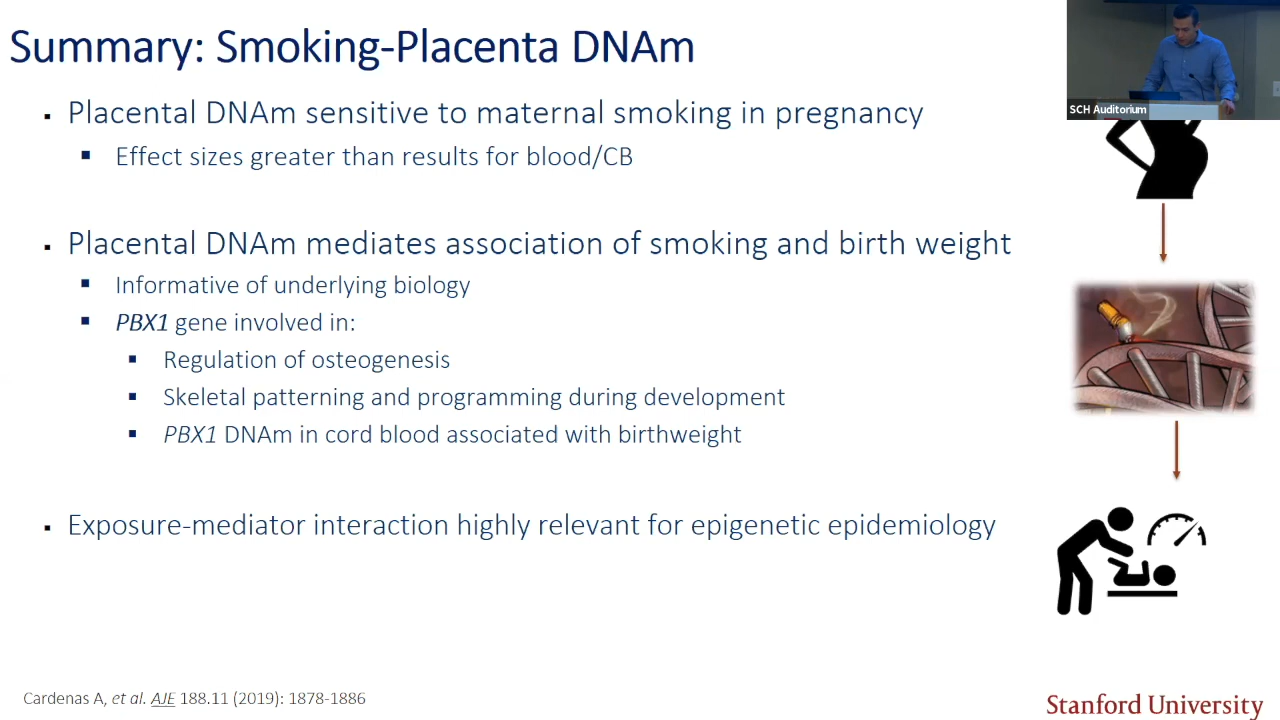 Summary: Smoking-Placenta DNAm
SCH Auditorium
▪ Placental DNAm sensitive to maternal smoking in pregnancy
▪ Effect sizes greater than results for blood/CB
▪ Placental DNAm mediates association of smoking and birth weight
▪ Informative of underlying biology
▪ PBX1 gene involved in:
▪ Regulation of osteogenesis
▪ Skeletal patterning and programming during development
▪ PBX1 DNAm in cord blood associated with birthweight
▪ Exposure-mediator interaction highly relevant for epigenetic epidemiology
Cardenas A, et al. AJE 188.11 (2019): 1878-1886
Stanford University